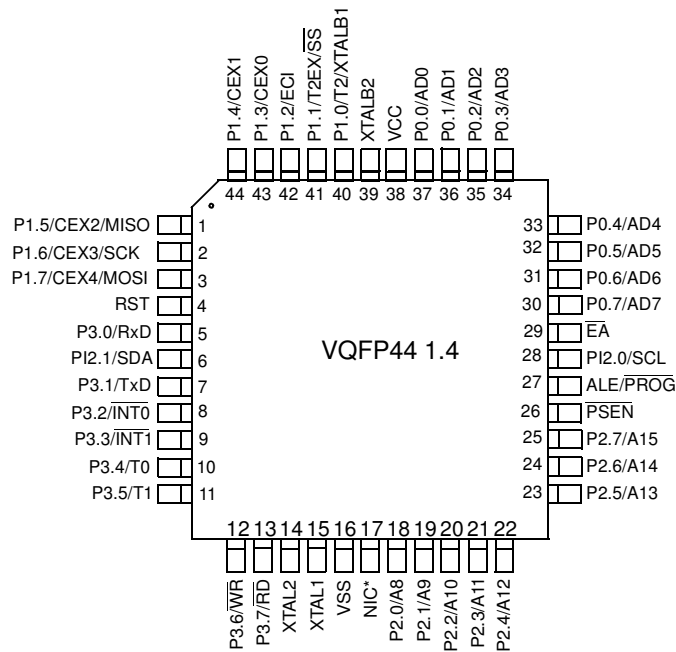 P1.4/CEX1
P1.3/CEX0
P1.2/ECI
P1.1/T2EX/S̅S̅
P1.0/T2/XTALB1
XTALB2
VCC
P0.0/AD0
P0.1/AD1
P0.2/AD2
P0.3/AD3
44 43 42 41 40 39 38 37 36 35 34
P1.5/CEX2/MISO 1
P1.6/CEX3/SCK 2
P1.7/CEX4/MOSI 3
RST 4
P3.0/RxD 5
PI2.1/SDA 6
P3.1/TxD 7
P3.2/I̅N̅T̅0̅ 8
P3.3/I̅N̅T̅1̅ 9
P3.4/T0 10
P3.5/T1 11
VQFP44 1.4
33 P0.4/AD4
32 P0.5/AD5
31 P0.6/AD6
30 P0.7/AD7
29 E̅A̅
28 PI2.0/SCL
27 ALE/P̅R̅O̅G̅
26 P̅S̅E̅N̅
25 P2.7/A15
24 P2.6/A14
23 P2.5/A13
12 13 14 15 16 17 18 19 20 21 22
P3.6/W̅R̅
P3.7/R̅D̅
XTAL2
XTAL1
VSS
NIC*
P2.0/A8
P2.1/A9
P2.2/A10
P2.3/A11
P2.4/A12